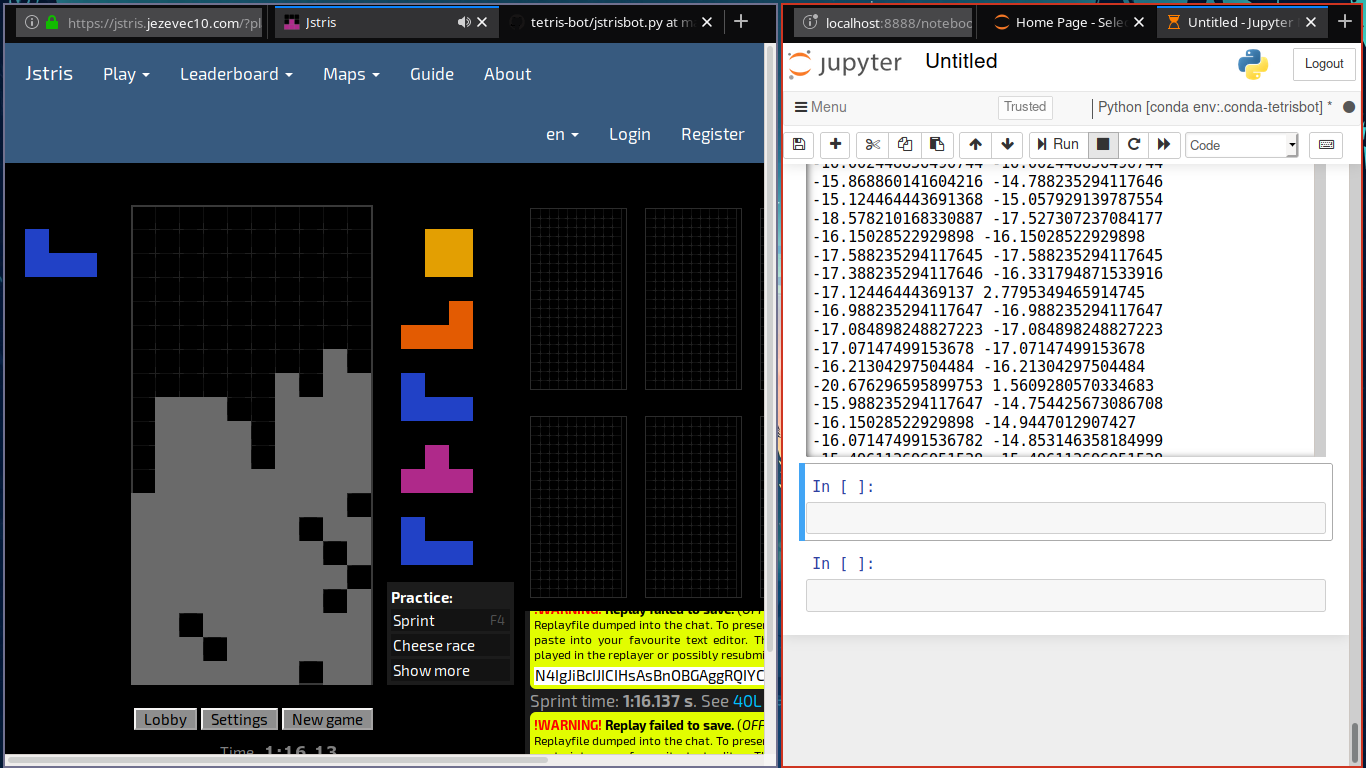 https://jstris.jezevec10.com/?pl
Jstris
tetris-bot/jstrisbot.py at ma
Jstris
Play
Leaderboard
Maps
Guide
About
en
Login
Register
Practice:
Sprint F4
Cheese race
Show more
!WARNING! Replay failed to save. (OFF
Replayfile dumped into the chat. To preser
paste into your favourite text editor. Th
played in the replayer or possibly resubmi
N4IgJiBcIJICIHsAsBnOBGAggRQIYC
Sprint time: 1:16.137 s. See 40L
!WARNING! Replay failed to save. (OFF
Replayfile dumped into the chat. To preser
Lobby
Settings
New game
Time 1:16.13
localhost:8888/noteboo
Home Page - Selec
Untitled - Jupyter
jupyter
Untitled
Logout
Menu
Trusted
Python [conda env:.conda-tetrisbot] *
Run
Code
-15.868860141604216 -14.788235294117646
-15.124464443691368 -15.057929139787554
-18.578210168330887 -17.527307237084177
-16.15028522929898 -16.15028522929898
-17.588235294117645 -17.588235294117645
-17.388235294117646 -16.331794871533916
-17.12446444369137 2.7795349465914745
-16.988235294117647 -16.988235294117647
-17.084898248827223 -17.084898248827223
-17.07147499153678 -17.07147499153678
-16.21304297504484 -16.21304297504484
-20.676296595899753 1.5609280570334683
-15.988235294117647 -14.754425673086708
-16.15028522929898 -14.9447012907427
-16.071474991536782 -14.853146358184999
In [ ]:
In [ ]: